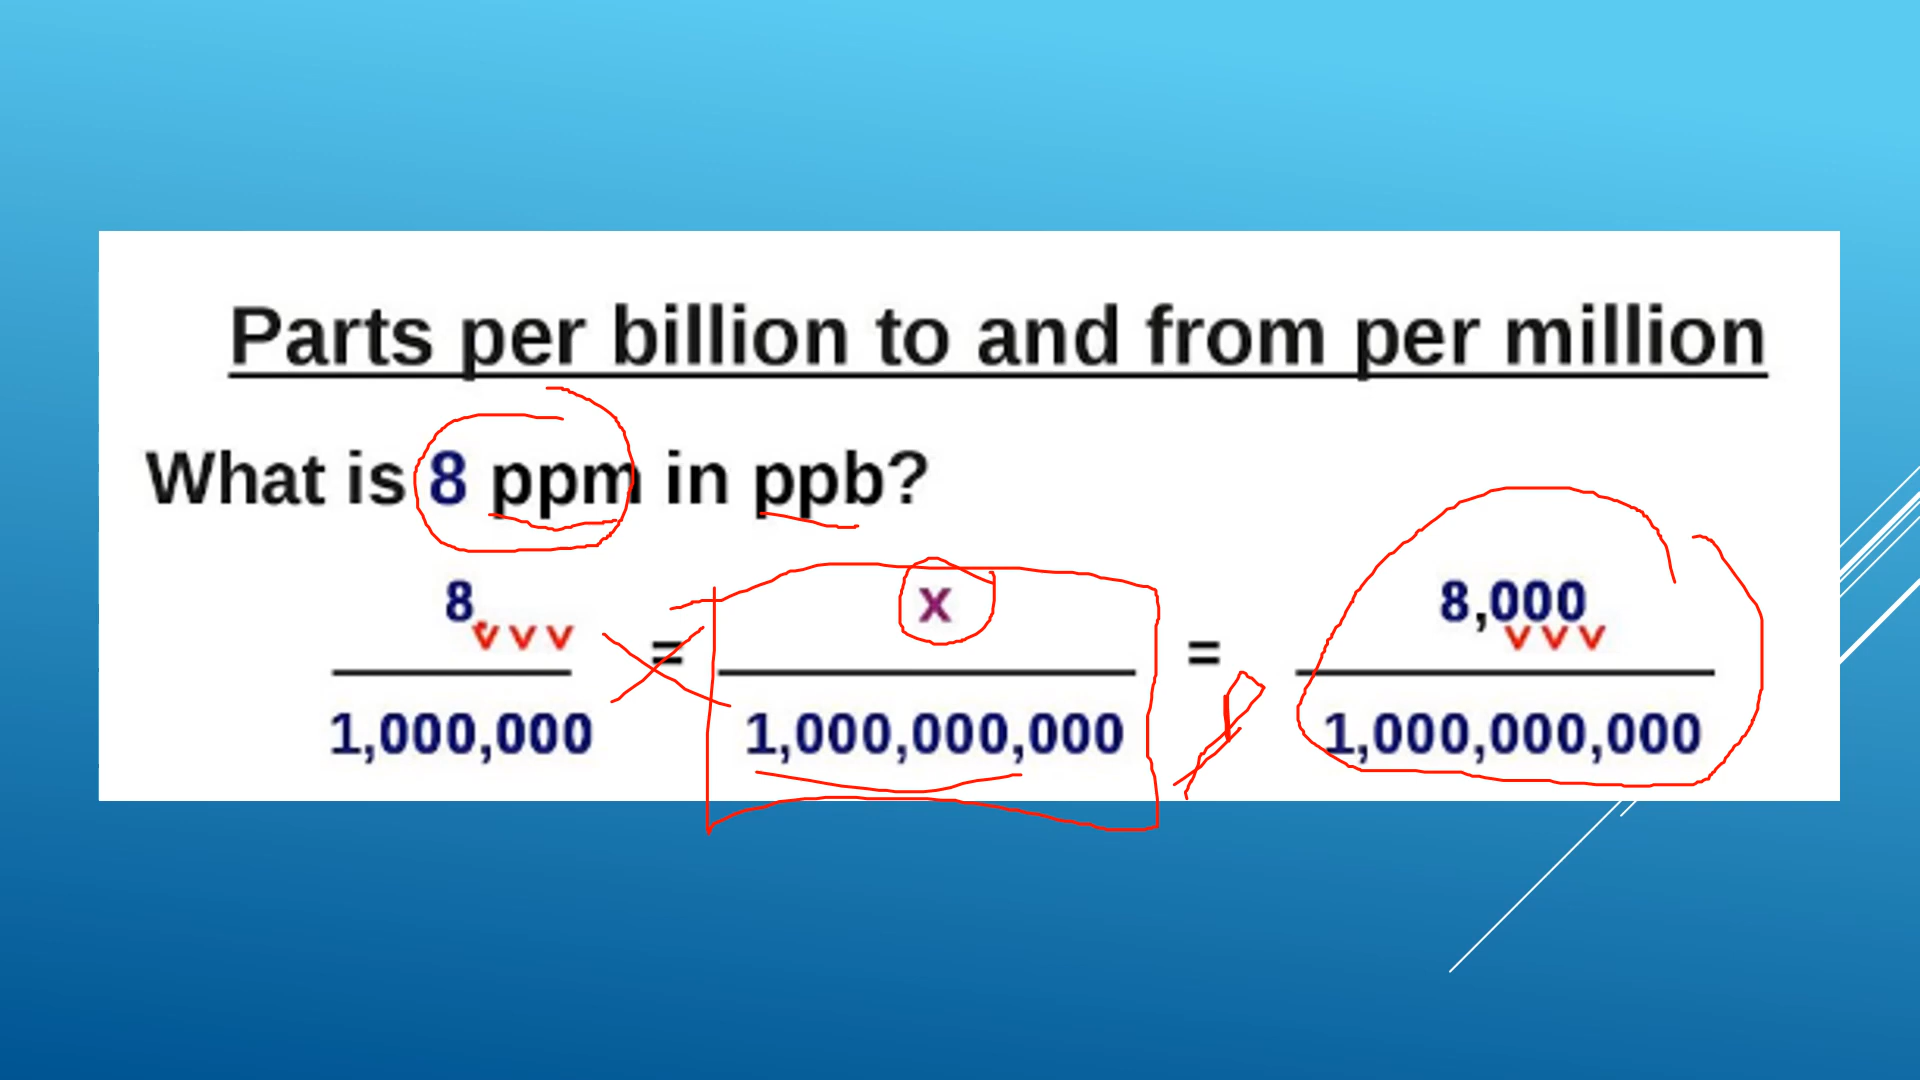 Parts per billion to and from per million
What is 8 ppm in ppb?
8 = x = 8,000
1,000,000 1,000,000,000 1,000,000,000